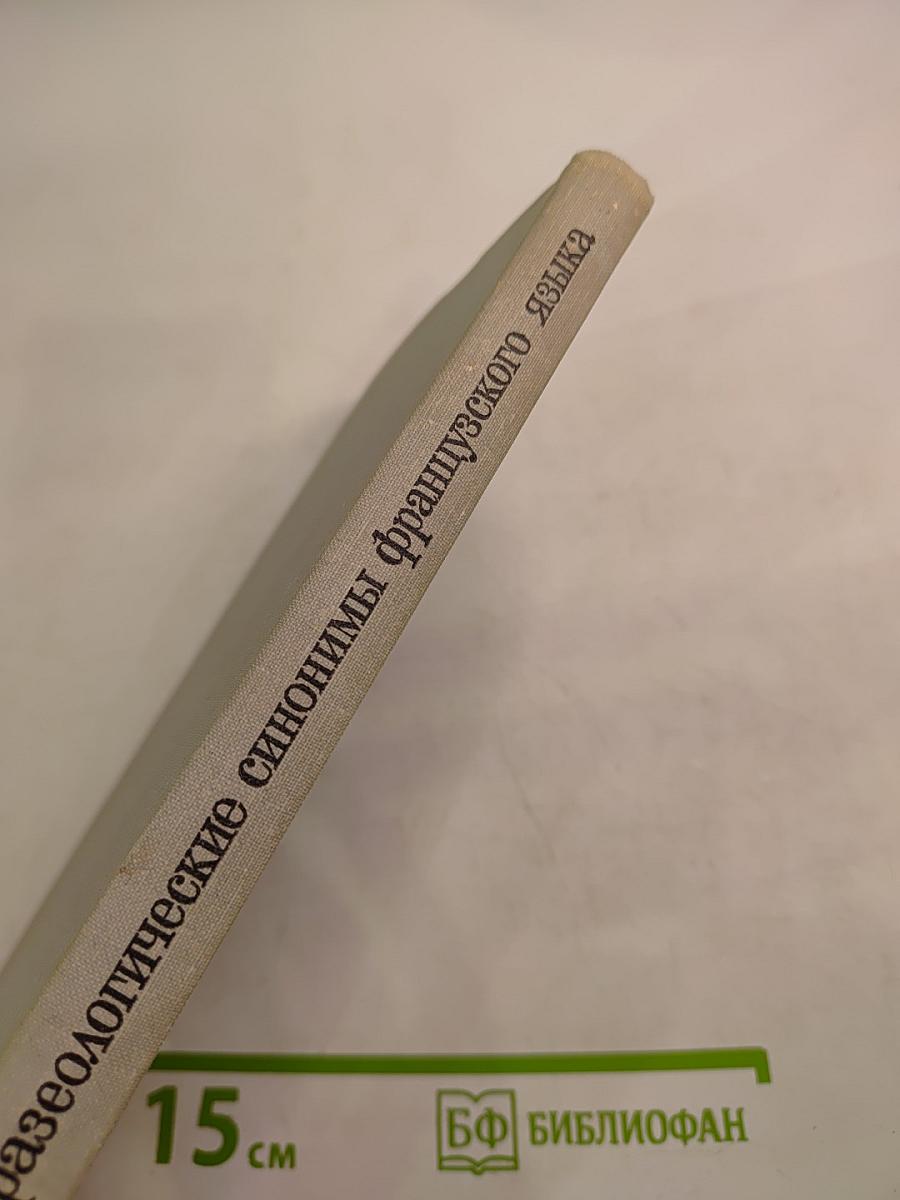 разеологические синонимы французского языка
15 см
БФ БИБЛИОФАН